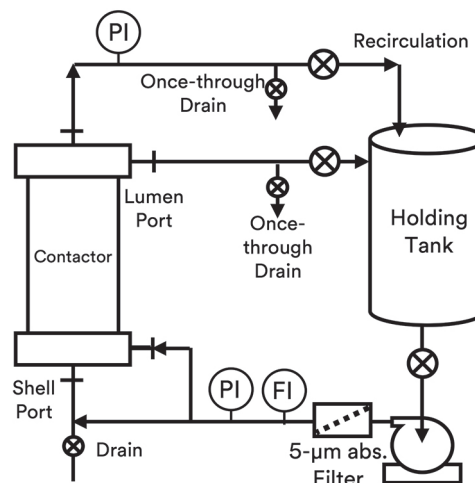 PI
Recirculation
Once-through
Drain
Lumen
Port
Once-
through
Drain
Holding
Tank
Contactor
Shell
Port
PI
FI
Drain
5-µm abs.
Filter